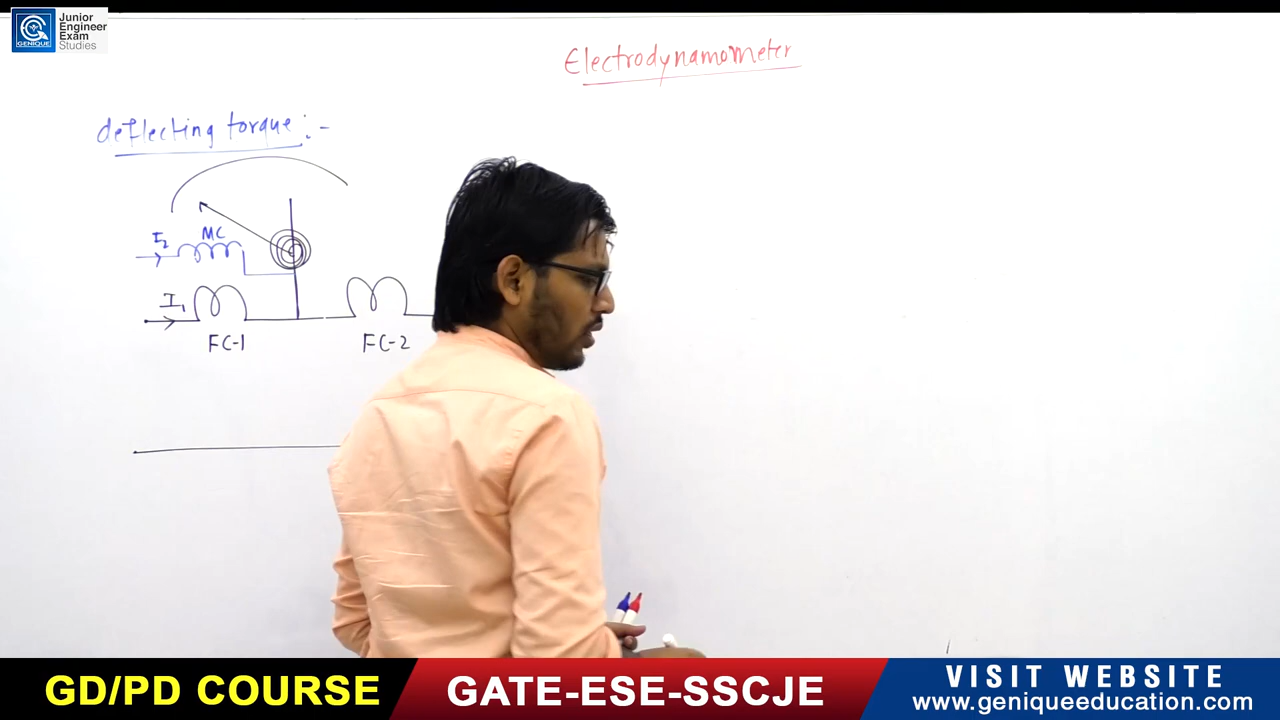 GENIQUE
Junior
Engineer
Exam
Studies
Electrodynamometer
deflecting torque :-
I2
MC
I1
FC-1
FC-2
GD/PD COURSE
GATE-ESE-SSCJE
VISIT WEBSITE
www.geniqueeducation.com